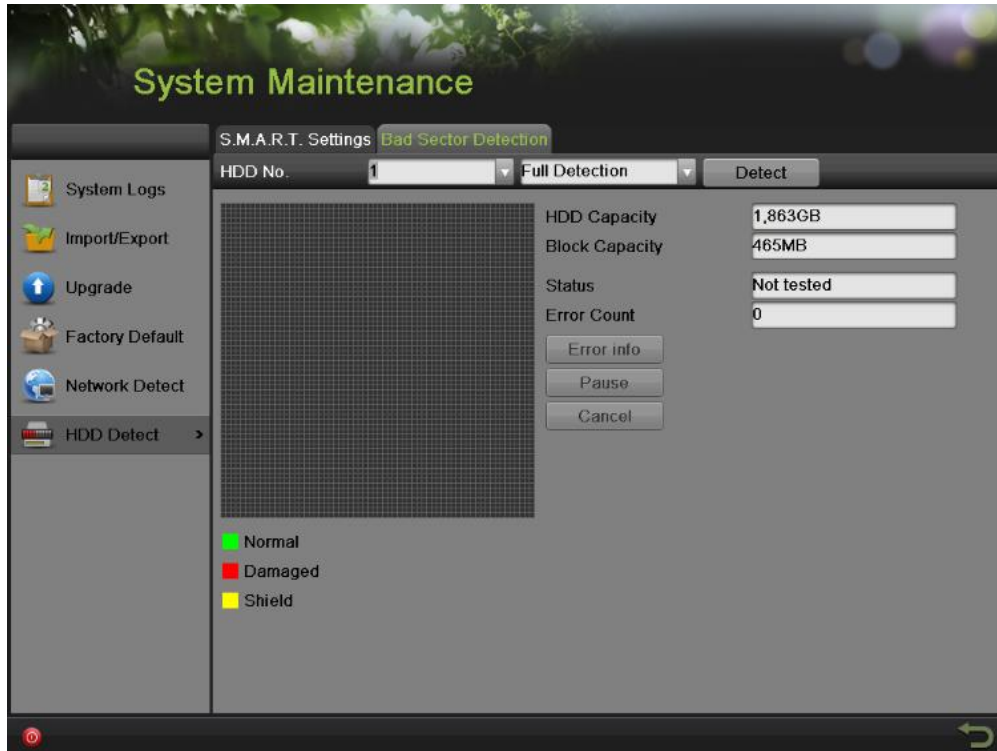 System Maintenance
S.M.A.R.T. Settings Bad Sector Detection
HDD No. 1 Full Detection Detect
System Logs
Import/Export
Upgrade
Factory Default
Network Detect
HDD Detect >
HDD Capacity 1,863GB
Block Capacity 465MB
Status Not tested
Error Count 0
Error info
Pause
Cancel
Normal
Damaged
Shield